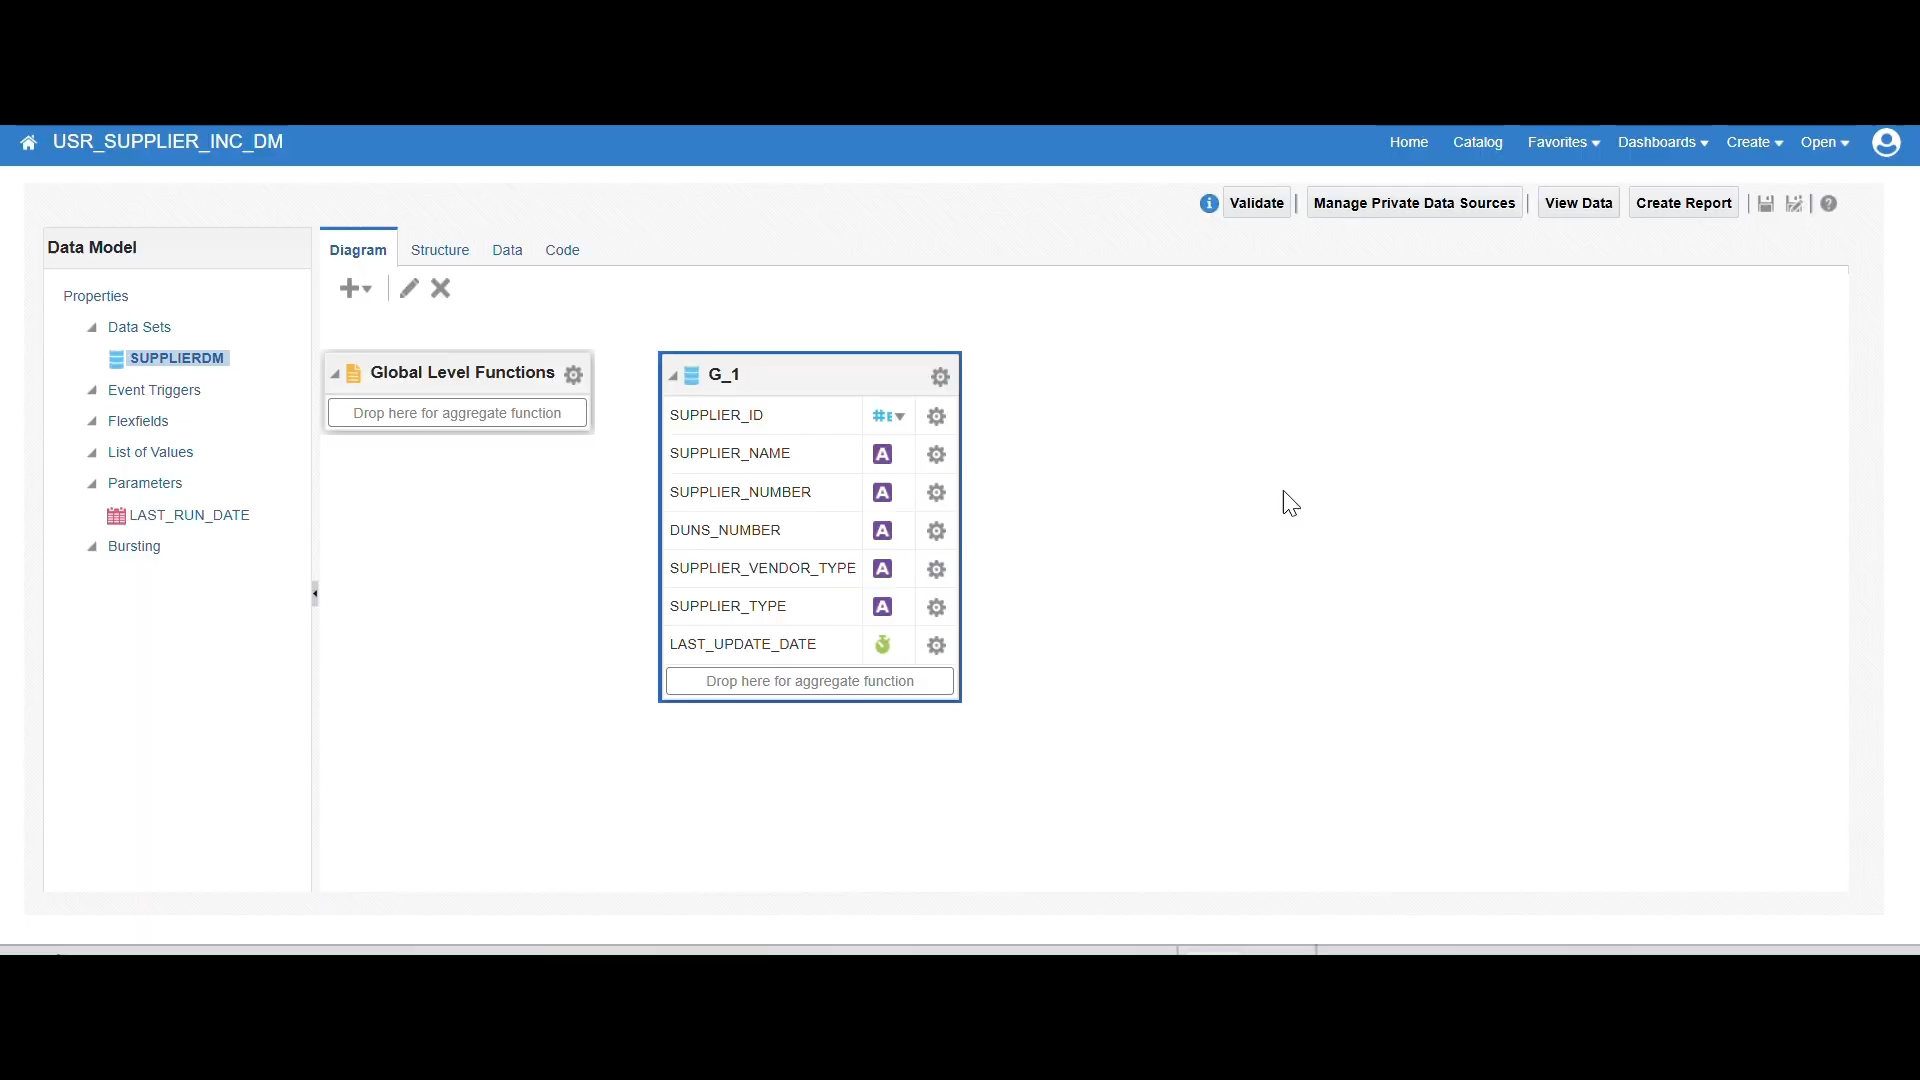 USR_SUPPLIER_INC_DM
Home Catalog Favorites Dashboards Create Open
Validate Manage Private Data Sources View Data Create Report
Data Model
Diagram Structure Data Code
Properties
Data Sets
SUPPLIERDM
Event Triggers
Flexfields
List of Values
Parameters
LAST_RUN_DATE
Bursting
Global Level Functions
Drop here for aggregate function
G_1
SUPPLIER_ID
SUPPLIER_NAME
SUPPLIER_NUMBER
DUNS_NUMBER
SUPPLIER_VENDOR_TYPE
SUPPLIER_TYPE
LAST_UPDATE_DATE
Drop here for aggregate function